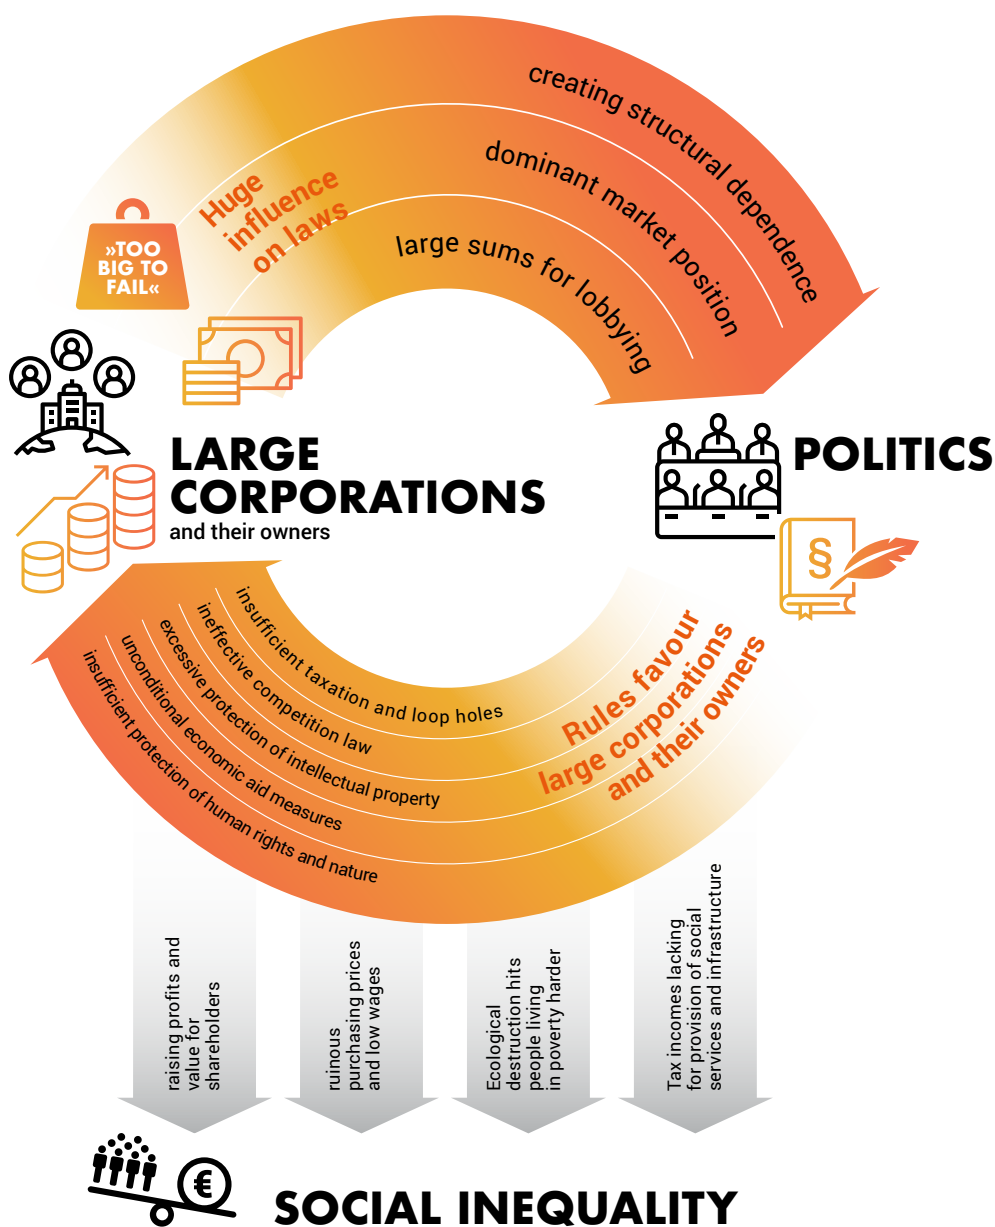 creating structural dependence
dominant market position
large sums for lobbying
Huge
influence
on laws
»TOO
BIG TO
FAIL«
LARGE
CORPORATIONS
and their owners
POLITICS
§
insufficient taxation and loop holes
ineffective competition law
excessive protection of intellectual property
unconditional economic aid measures
insufficient protection of human rights and nature
Rules favour
large corporations
and their owners
raising profits and
value for
shareholders
ruinous
purchasing prices
and low wages
Ecological
destruction hits
people living
in poverty harder
Tax incomes lacking
for provision of social
services and infrastructure
€
SOCIAL INEQUALITY